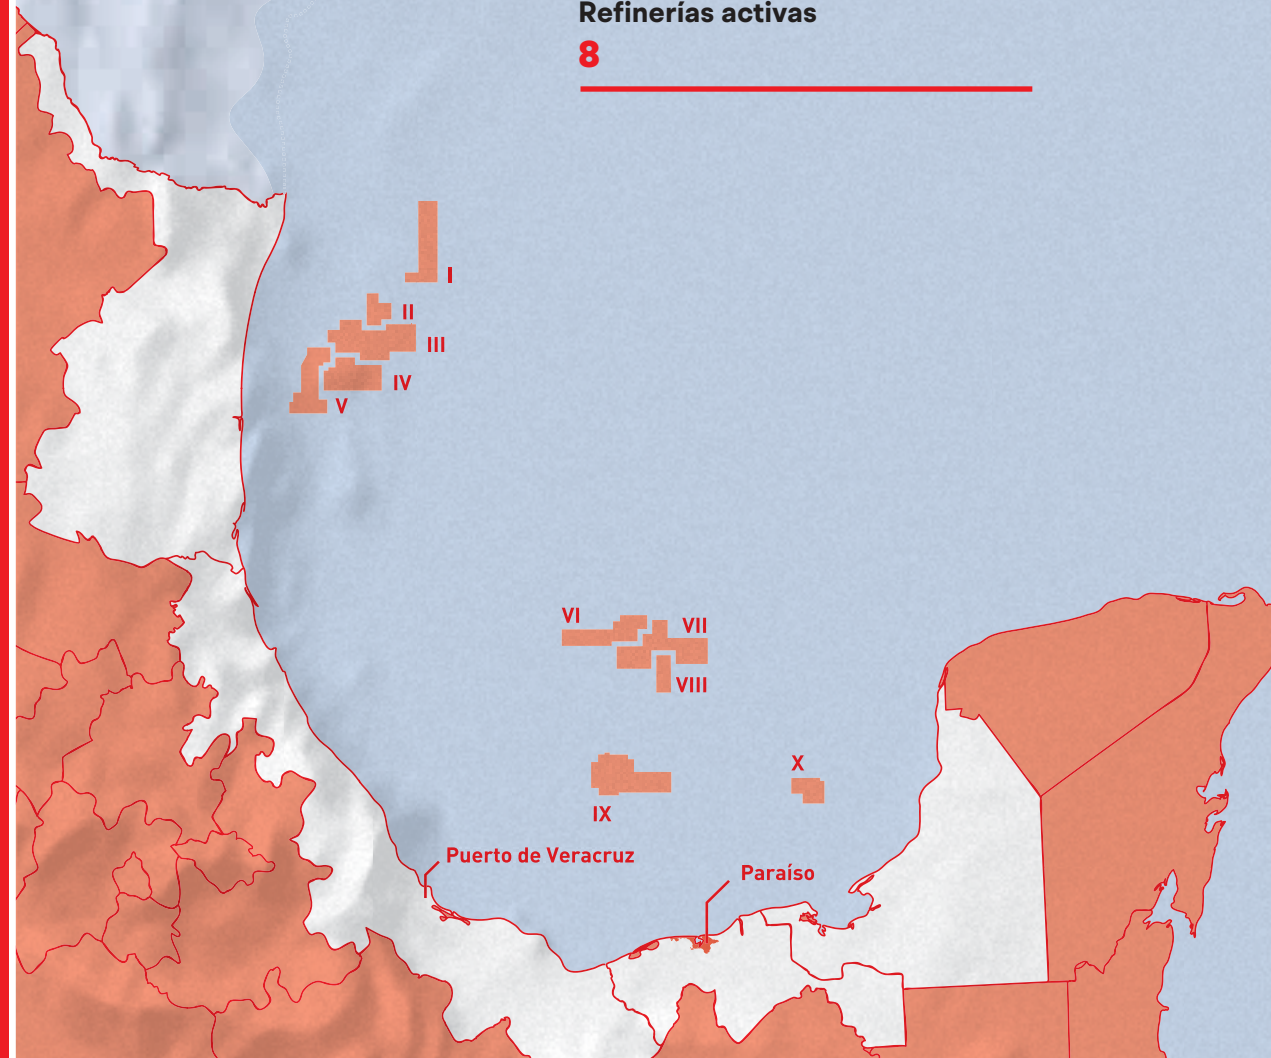 Refinerías activas
8
I
II
III
IV
V
VI
VII
VIII
X
IX
Puerto de Veracruz
Paraíso